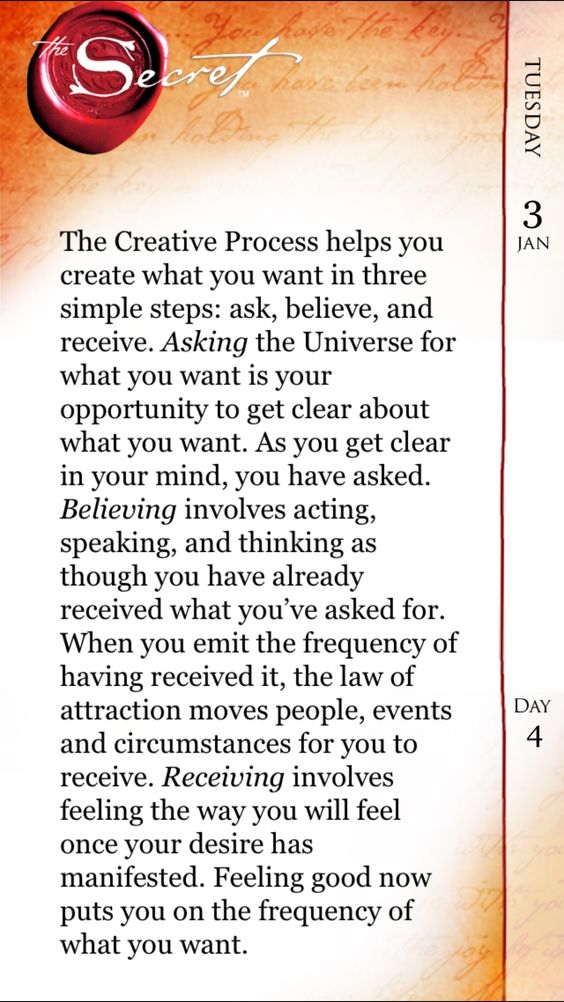 The Secret™
TUESDAY
3
JAN
The Creative Process helps you
create what you want in three
simple steps: ask, believe, and
receive. Asking the Universe for
what you want is your
opportunity to get clear about
what you want. As you get clear
in your mind, you have asked.
Believing involves acting,
speaking, and thinking as
though you have already
received what you’ve asked for.
When you emit the frequency of
having received it, the law of
attraction moves people, events
and circumstances for you to
receive. Receiving involves
feeling the way you will feel
once your desire has
manifested. Feeling good now
puts you on the frequency of
what you want.
DAY
4